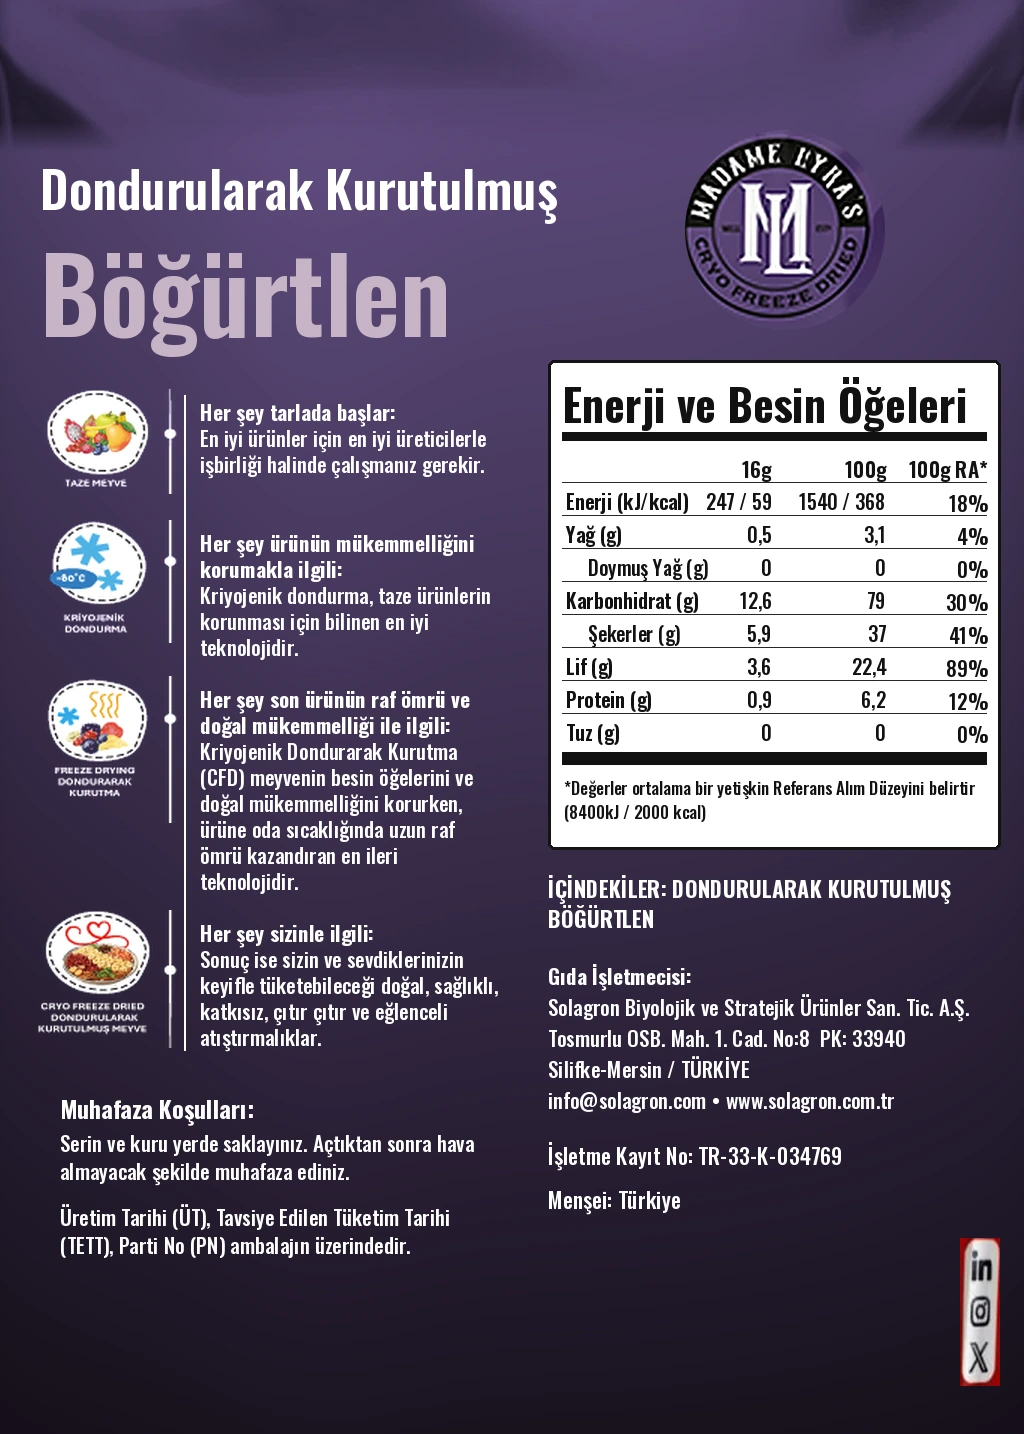 Dondurularak Kurutulmuş
Böğürtlen
MADAME EYRA'S
ML
CRYO FREEZE DRIED
TAZE MEYVE
Her şey tarlada başlar:
En iyi ürünler için en iyi üreticilerle
işbirliği halinde çalışmanız gerekir.
-80°C
KRİYOJENİK
DONDURMA
Her şey ürünün mükemmelliğini
korumakla ilgili:
Kriyojenik dondurma, taze ürünlerin
korunması için bilinen en iyi
teknolojidir.
FREEZE DRYING
DONDURARAK
KURUTMA
Her şey son ürünün raf ömrü ve
doğal mükemmelliği ile ilgili:
Kriyojenik Dondurarak Kurutma
(CFD) meyvenin besin öğelerini ve
doğal mükemmelliğini korurken,
ürüne oda sıcaklığında uzun raf
ömrü kazandıran en ileri
teknolojidir.
CRYO FREEZE DRIED
DONDURULARAK
KURUTULMUŞ MEYVE
Her şey sizinle ilgili:
Sonuç ise sizin ve sevdiklerinizin
keyifle tüketebileceği doğal, sağlıklı,
katkısız, çıtır çıtır ve eğlenceli
atıştırmalıklar.
Muhafaza Koşulları:
Serin ve kuru yerde saklayınız. Açtıktan sonra hava
almayacak şekilde muhafaza ediniz.
Üretim Tarihi (ÜT), Tavsiye Edilen Tüketim Tarihi
(TETT), Parti No (PN) ambalajın üzerindedir.
Enerji ve Besin Öğeleri
16g 100g 100g RA*
Enerji (kJ/kcal) 247 / 59 1540 / 368 18%
Yağ (g) 0,5 3,1 4%
Doymuş Yağ (g) 0 0 0%
Karbonhidrat (g) 12,6 79 30%
Şekerler (g) 5,9 37 41%
Lif (g) 3,6 22,4 89%
Protein (g) 0,9 6,2 12%
Tuz (g) 0 0 0%
*Değerler ortalama bir yetişkin Referans Alım Düzeyini belirtir
(8400kJ / 2000 kcal)
İÇİNDEKİLER: DONDURULARAK KURUTULMUŞ
BÖĞÜRTLEN
Gıda İşletmecisi:
Solagron Biyolojik ve Stratejik Ürünler San. Tic. A.Ş.
Tosmurlu OSB. Mah. 1. Cad. No:8 PK: 33940
Silifke-Mersin / TÜRKİYE
info@solagron.com • www.solagron.com.tr
İşletme Kayıt No: TR-33-K-034769
Menşei: Türkiye
in
X